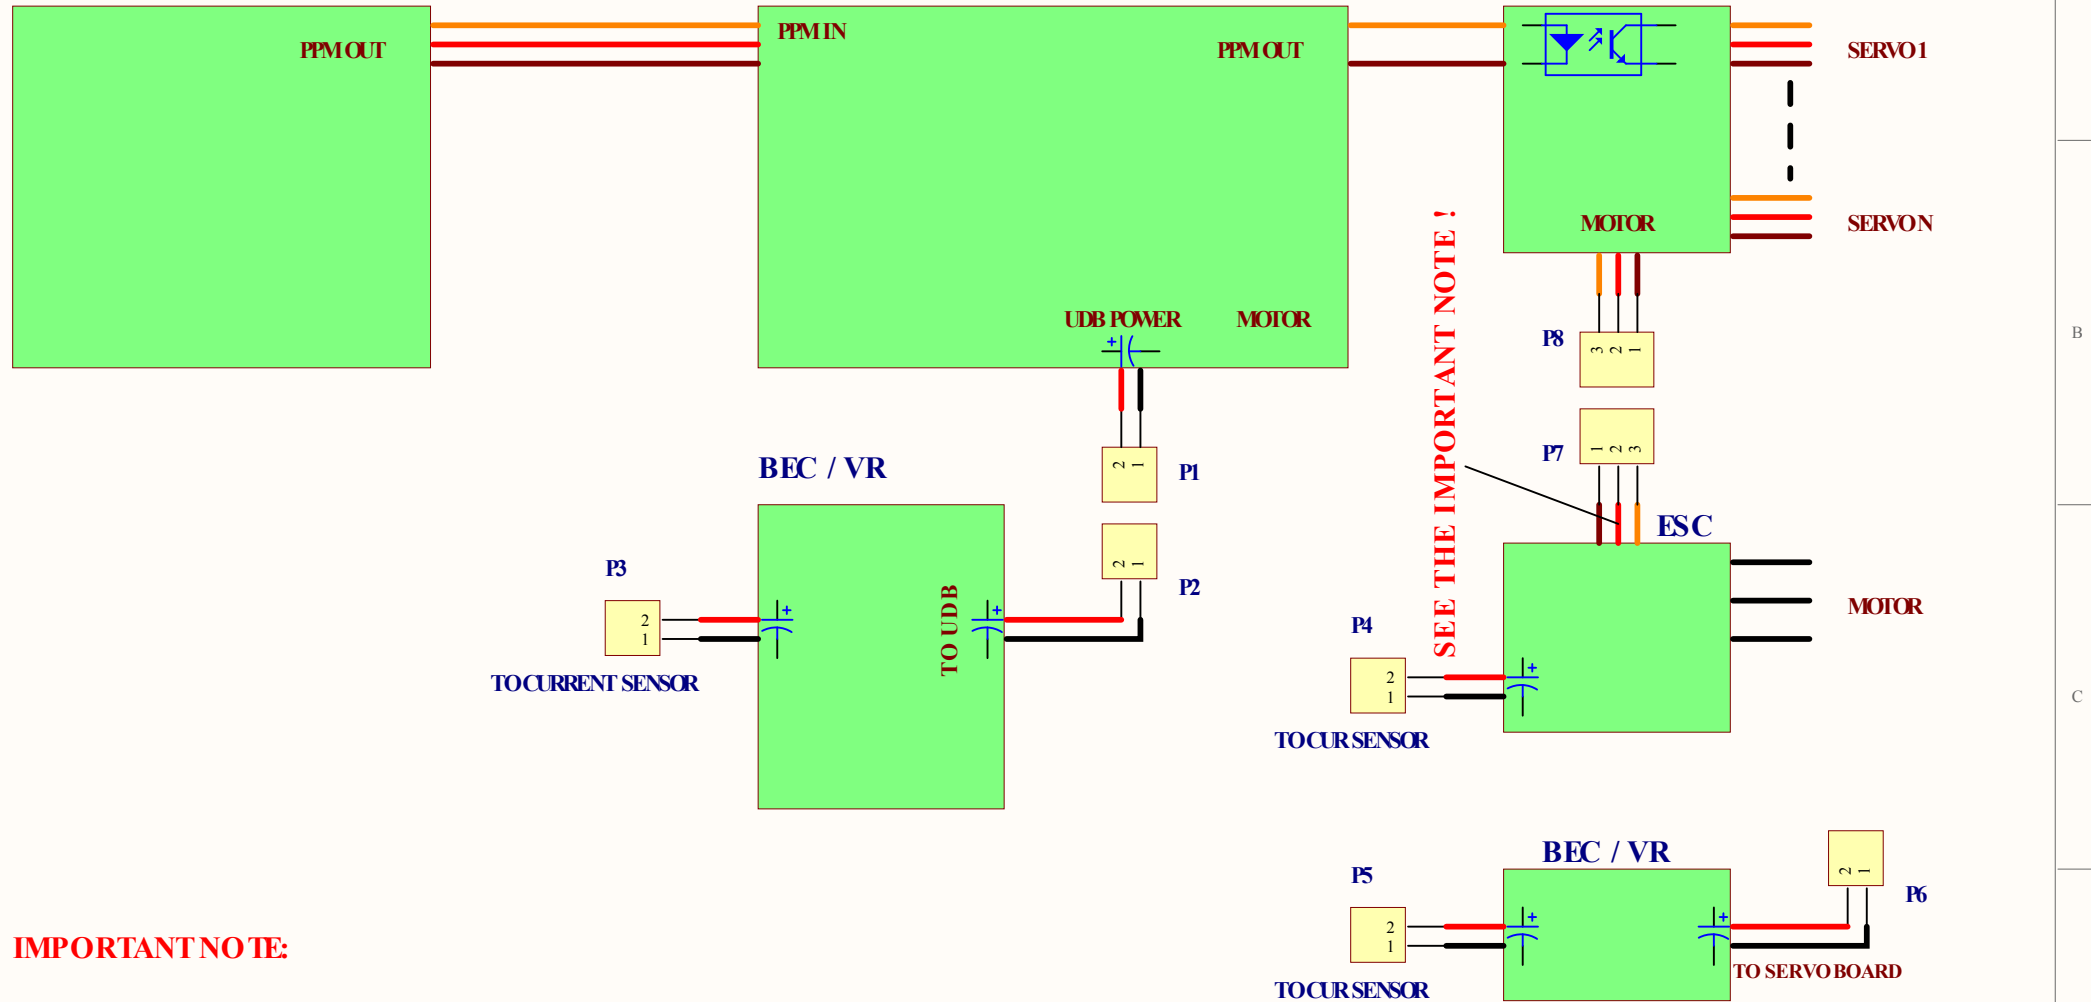 PPM OUT
PPM IN
PPM OUT
SERVO 1
MOTOR
SERVO N
UDB POWER
MOTOR
SEE THE IMPORTANT NOTE !
P8
3 2 1
B
P7
1 2 3
BEC / VR
2 1
P1
ESC
P3
2 1
P2
2
1
TO UDB
TO CURRENT SENSOR
P4
2
1
MOTOR
TO CUR SENSOR
C
BEC / VR
P5
2 1
P6
2
1
IMPORTANT NOTE:
TO SERVO BOARD
TO CUR SENSOR